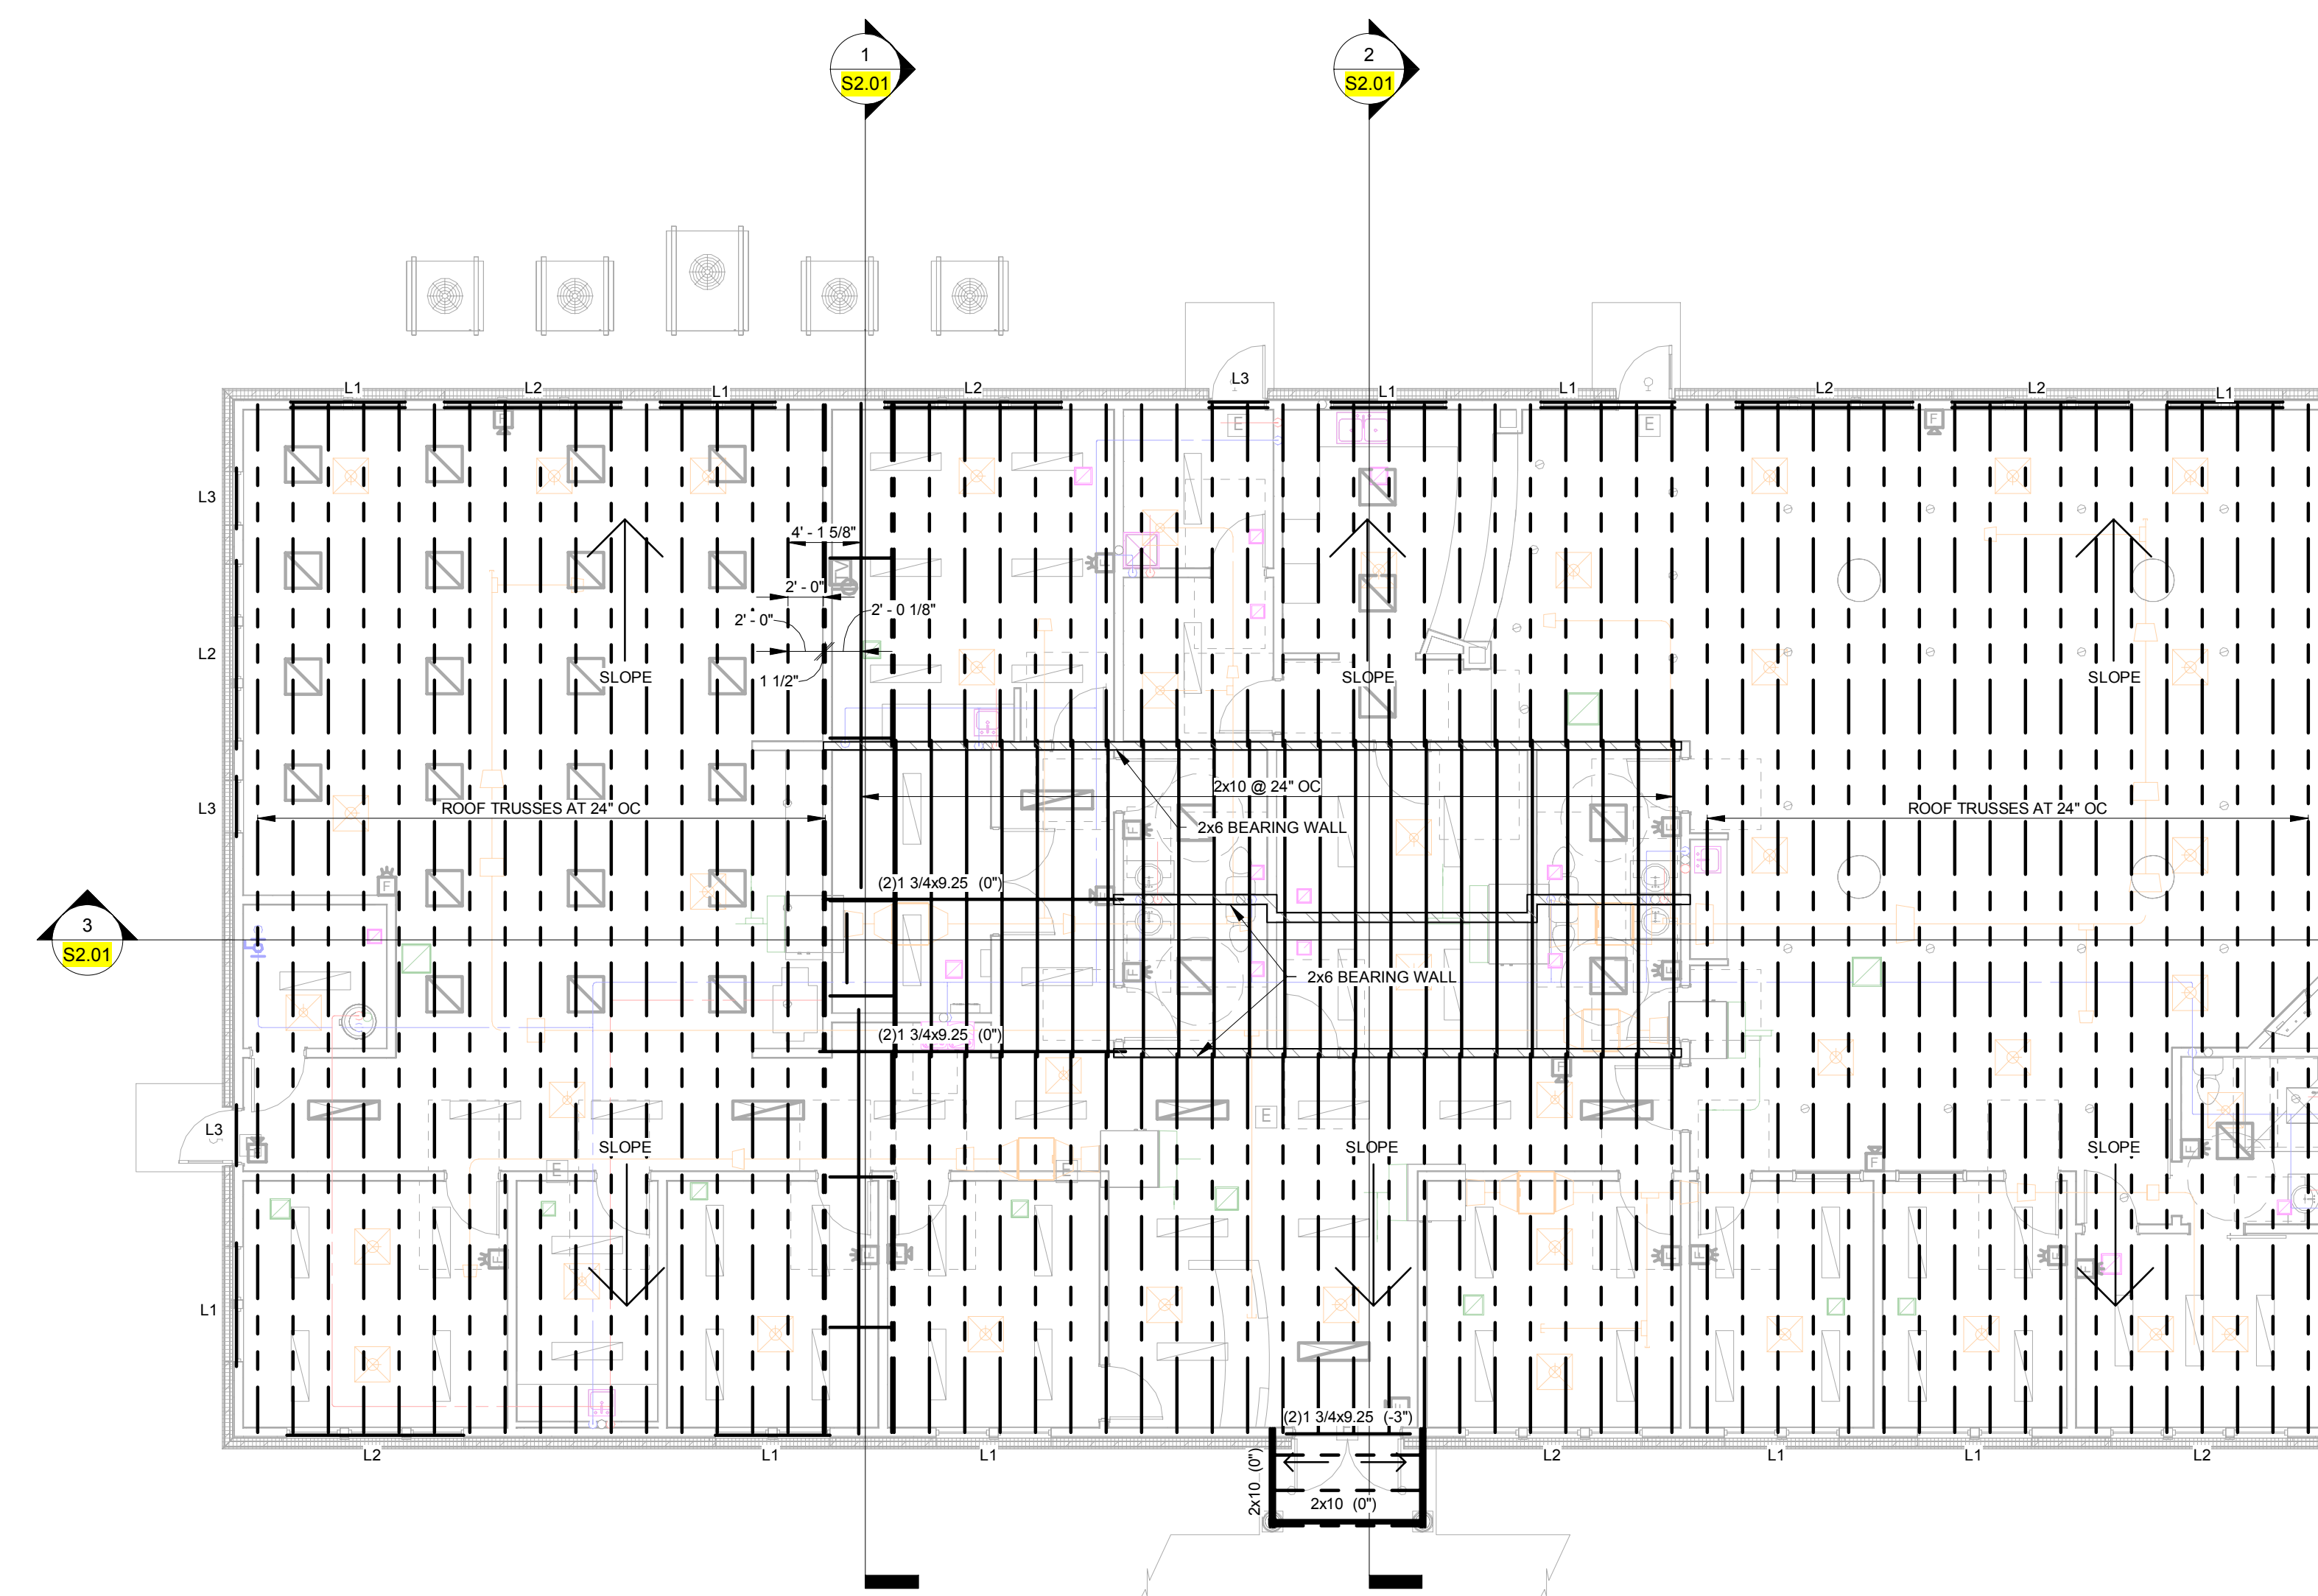 1
S2.01
2
S2.01
L1
L2
L1
L2
L3
L1
L1
L2
L2
L1
F
E
E
F
L3
4' - 1 5/8"
TV
F
2' - 0"
2' - 0"
2' - 0 1/8"
1 1/2"
L2
SLOPE
SLOPE
SLOPE
2x10 @ 24" OC
L3
ROOF TRUSSES AT 24" OC
ROOF TRUSSES AT 24" OC
2x6 BEARING WALL
F
F
(2)1 3/4x9.25 (0")
F
F
3
S2.01
2x6 BEARING WALL
F
F
(2)1 3/4x9.25 (0")
F
L3
E
SLOPE
SLOPE
SLOPE
E
E
F
F
F
F
F
F
F
F
F
F
L1
(2)1 3/4x9.25 (-3")
L2
L1
L1
L2
L1
L1
L2
2x10 (0")
2x10 (0")